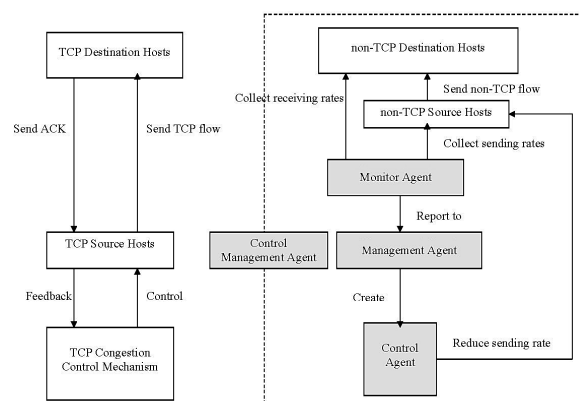 TCP Destination Hosts
Send ACK
Send TCP flow
TCP Source Hosts
Feedback
Control
TCP Congestion
Control Mechanism
non-TCP Destination Hosts
Collect receiving rates
Send non-TCP flow
non-TCP Source Hosts
Collect sending rates
Monitor Agent
Report to
Control
Management Agent
Management Agent
Create
Control
Agent
Reduce sending rate